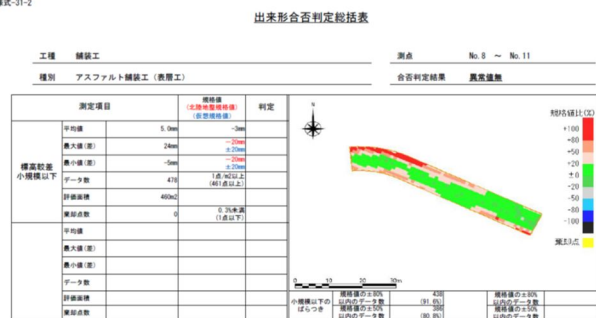 様式-31-2
出来形合否判定総括表
工種 舗装工 測点 No.6 ～ No.11
種別 アスファルト舗装工（表層工） 合否判定結果 異常値無
測定項目 規格値 判定
(北陸地整規格値)
(仮想規格値)
平均値 5.0mm -3mm
最大値（差） 24mm -20mm
±20mm
最小値（差） -5mm -20mm
±20mm
標高較差
小規模以下
データ数 478 1点/m2以上
(461点以上)
評価面積 460m2
棄却点数 0 0.3%未満
(1点以下)
平均値
最大値（差）
最小値（差）
データ数
評価面積
棄却点数
N
規格値比(%)
+100
+80
+50
+20
±0
-20
-50
-80
-100
棄却点
0 10 20 30m
小規模以下の
ばらつき
規格値の±80%
以内のデータ数
438
(91.6%)
規格値の±50%
以内のデータ数
386
(80.8%)
規格値の±80%
以内のデータ数
規格値の±50%
以内のデータ数